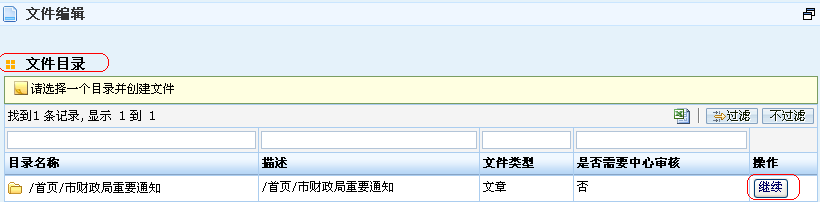 文件编辑
文件目录
请选择一个目录并创建文件
找到1 条记录, 显示 1 到 1 过滤 不过滤
目录名称 描述 文件类型 是否需要中心审核 操作
/首页/市财政局重要通知 /首页/市财政局重要通知 文章 否 继续